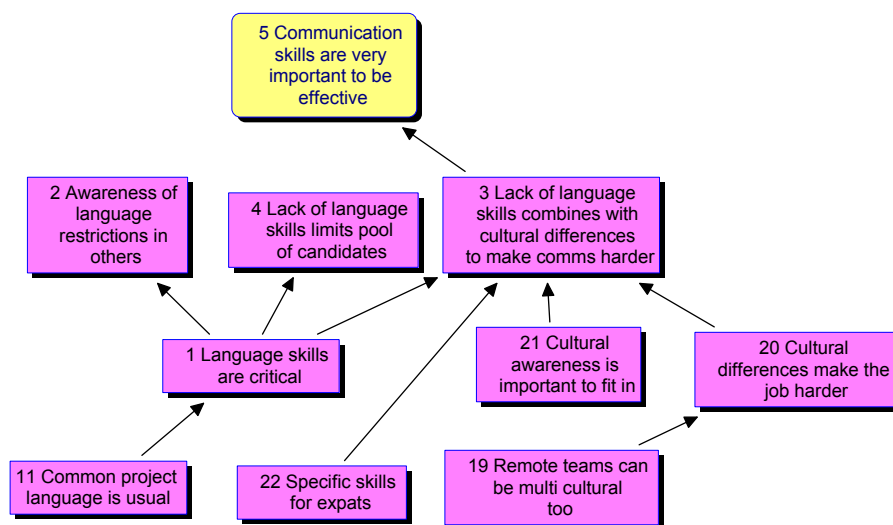 5 Communication
skills are very
important to be
effective
2 Awareness of
language
restrictions in
others
4 Lack of language
skills limits pool
of candidates
3 Lack of language
skills combines with
cultural differences
to make comms harder
1 Language skills
are critical
21 Cultural
awareness is
important to fit in
20 Cultural
differences make the
job harder
11 Common project
language is usual
22 Specific skills
for expats
19 Remote teams can
be multi cultural
too